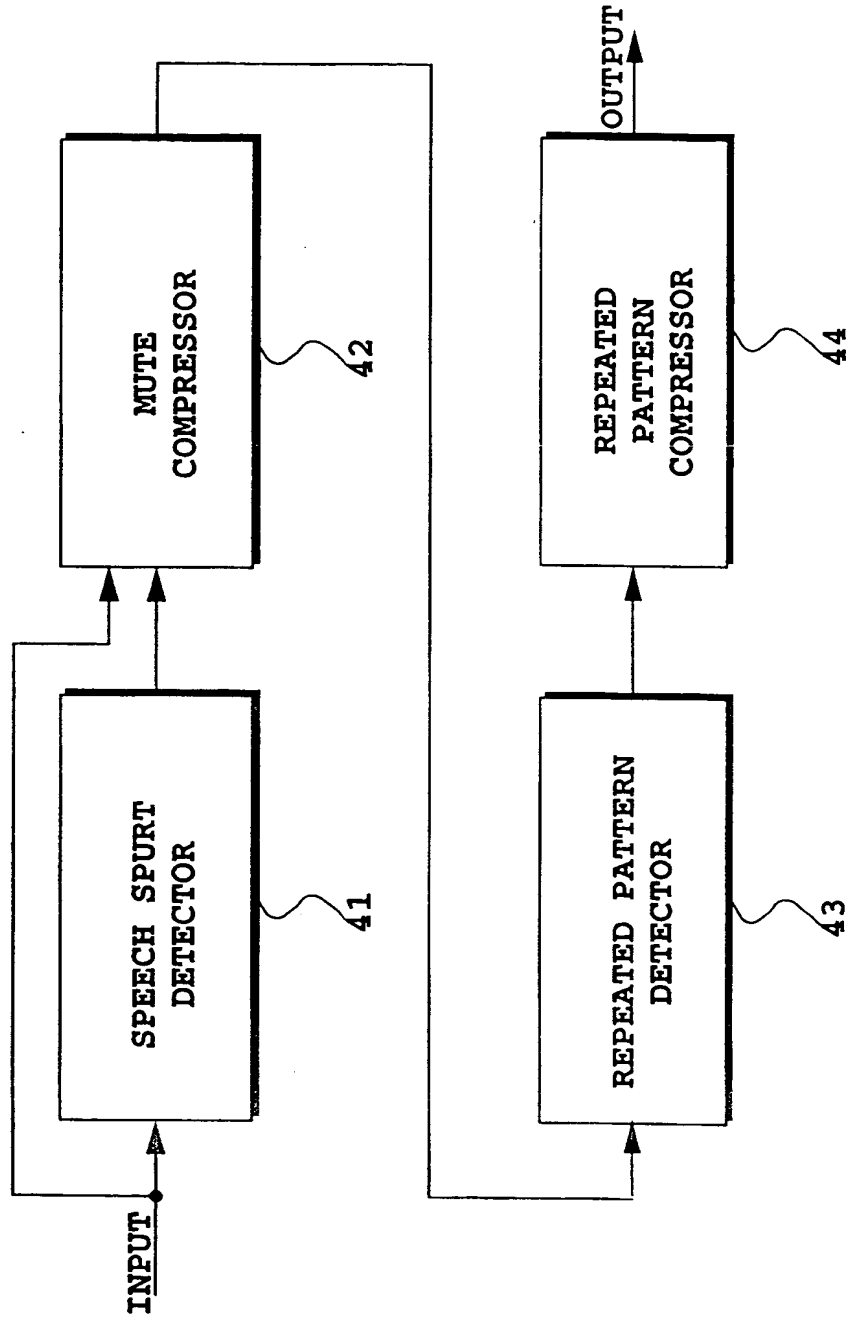 INPUT
SPEECH SPURT
DETECTOR
41
MUTE
COMPRESSOR
42
REPEATED PATTERN
DETECTOR
43
REPEATED
PATTERN
COMPRESSOR
44
OUTPUT